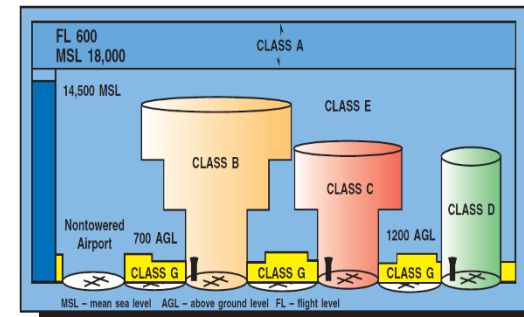 FL 600
MSL 18,000
CLASS A
14,500 MSL
CLASS E
CLASS B
CLASS C
CLASS D
Nontowered
Airport
700 AGL
1200 AGL
CLASS G
CLASS G
CLASS G
MSL – mean sea level AGL – above ground level FL – flight level